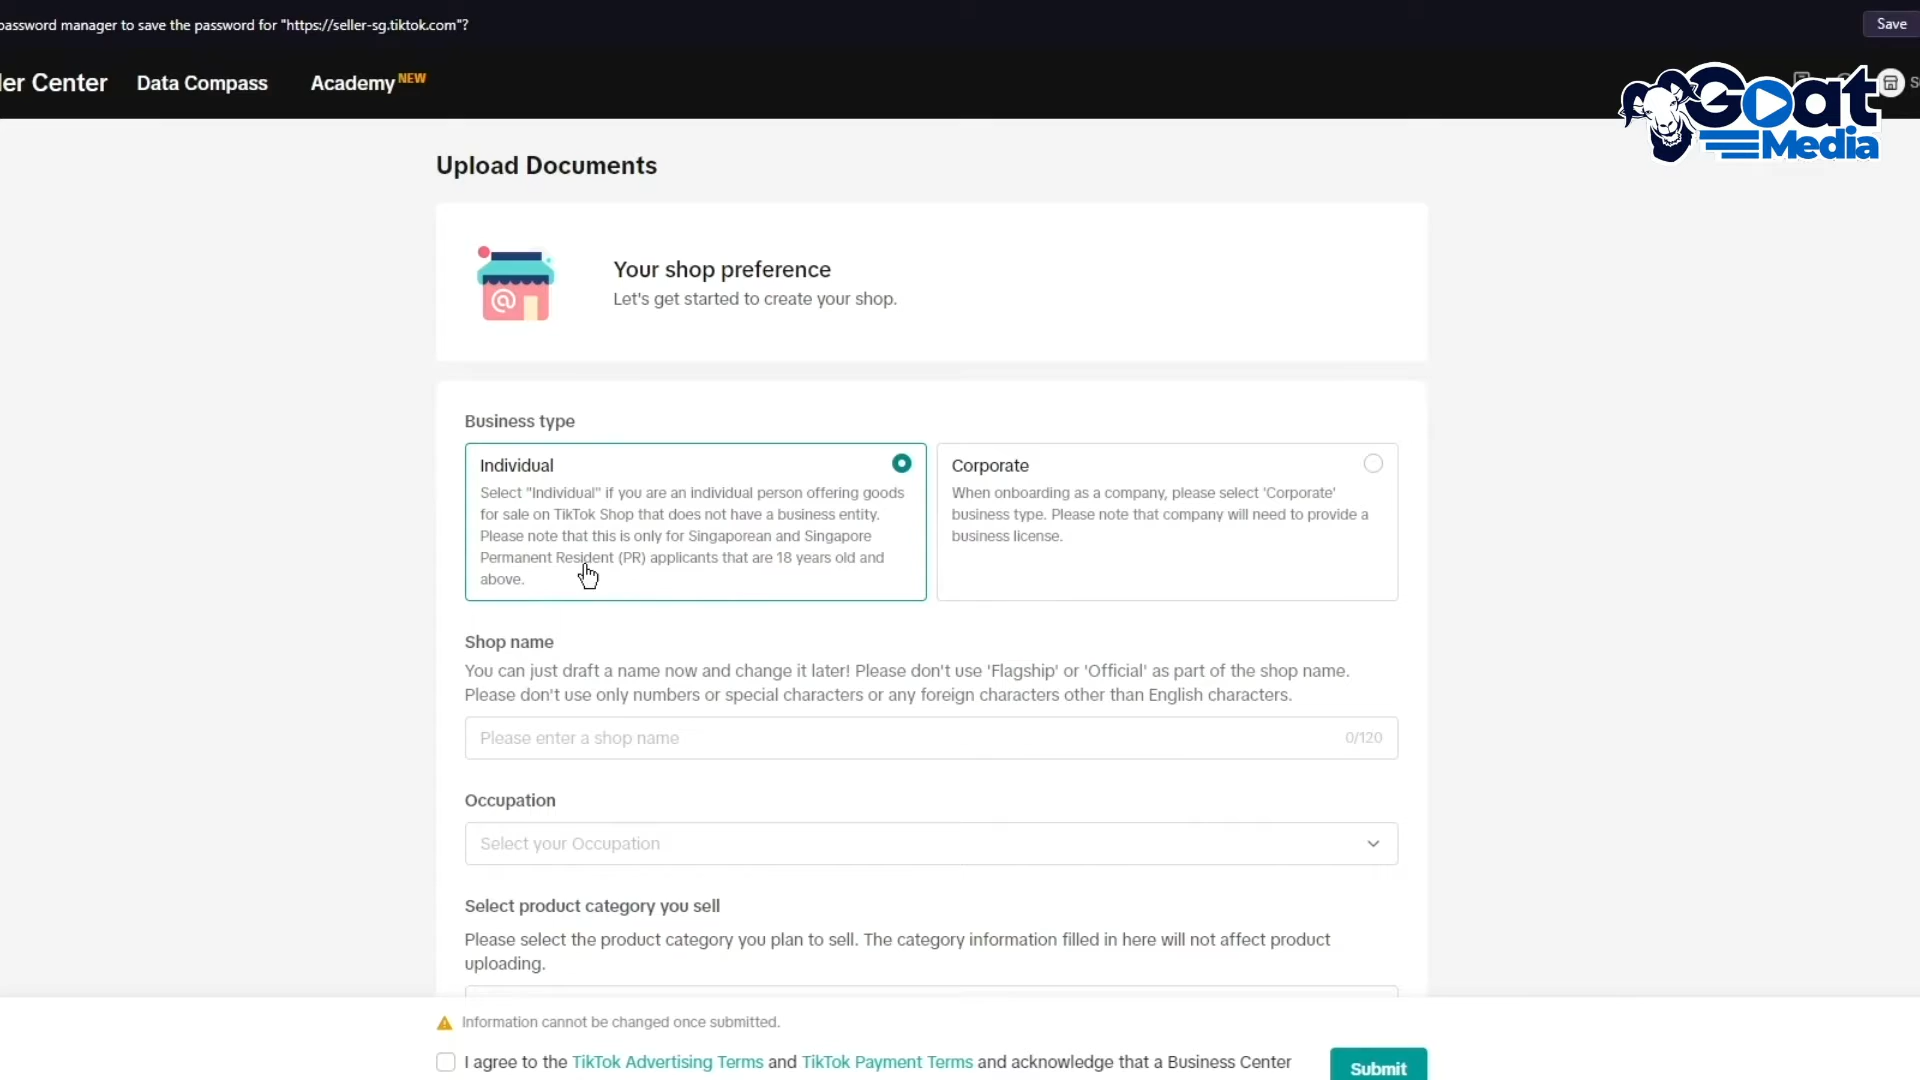 password manager to save the password for "https://seller-sg.tiktok.com"?
Save
ler Center
Data Compass
Academy NEW
Goat
Media
Upload Documents
@
Your shop preference
Let's get started to create your shop.
Business type
Individual
Select "Individual" if you are an individual person offering goods
for sale on TikTok Shop that does not have a business entity.
Please note that this is only for Singaporean and Singapore
Permanent Resident (PR) applicants that are 18 years old and
above.
Corporate
When onboarding as a company, please select 'Corporate'
business type. Please note that company will need to provide a
business license.
Shop name
You can just draft a name now and change it later! Please don't use 'Flagship' or 'Official' as part of the shop name.
Please don't use only numbers or special characters or any foreign characters other than English characters.
Please enter a shop name
0/120
Occupation
Select your Occupation
Select product category you sell
Please select the product category you plan to sell. The category information filled in here will not affect product
uploading.
Information cannot be changed once submitted.
I agree to the TikTok Advertising Terms and TikTok Payment Terms and acknowledge that a Business Center
Submit